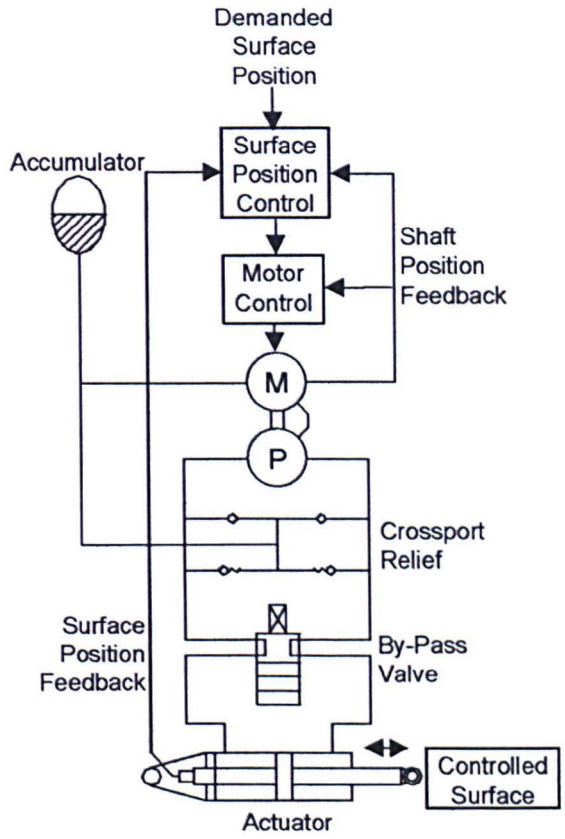 Demanded
Surface
Position
Accumulator
Surface
Position
Control
Shaft
Position
Feedback
Motor
Control
M
P
Crossport
Relief
Surface
Position
Feedback
By-Pass
Valve
Controlled
Surface
Actuator